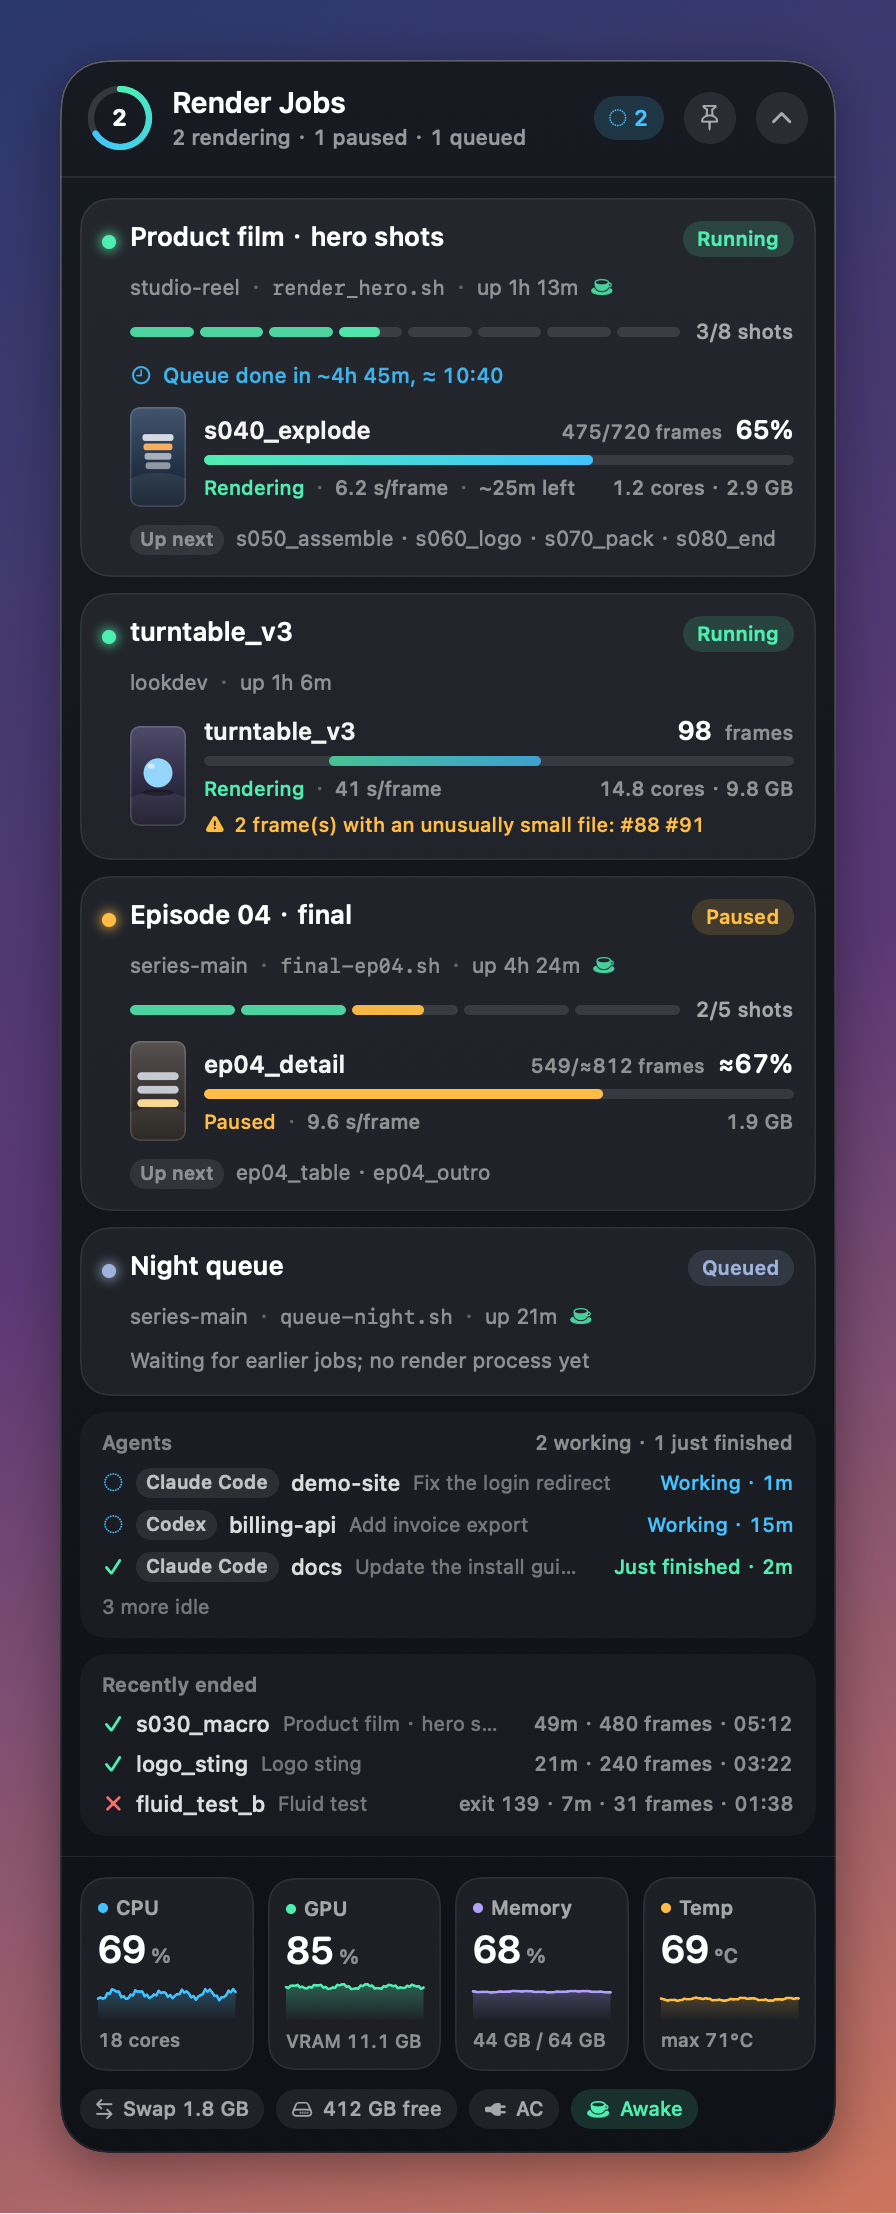 2
Render Jobs
2 rendering · 1 paused · 1 queued
2
Product film · hero shots
Running
studio-reel · render_hero.sh · up 1h 13m
3/8 shots
Queue done in ~4h 45m, ≈ 10:40
s040_explode
475/720 frames 65%
Rendering · 6.2 s/frame · ~25m left
1.2 cores · 2.9 GB
Up next s050_assemble · s060_logo · s070_pack · s080_end
turntable_v3
Running
lookdev · up 1h 6m
turntable_v3
98 frames
Rendering · 41 s/frame
14.8 cores · 9.8 GB
2 frame(s) with an unusually small file: #88 #91
Episode 04 · final
Paused
series-main · final-ep04.sh · up 4h 24m
2/5 shots
ep04_detail
549/≈812 frames ≈67%
Paused · 9.6 s/frame
1.9 GB
Up next ep04_table · ep04_outro
Night queue
Queued
series-main · queue-night.sh · up 21m
Waiting for earlier jobs; no render process yet
Agents
2 working · 1 just finished
Claude Code demo-site Fix the login redirect Working · 1m
Codex billing-api Add invoice export Working · 15m
Claude Code docs Update the install gui... Just finished · 2m
3 more idle
Recently ended
s030_macro Product film · hero s... 49m · 480 frames · 05:12
logo_sting Logo sting 21m · 240 frames · 03:22
fluid_test_b Fluid test exit 139 · 7m · 31 frames · 01:38
CPU
69 %
18 cores
GPU
85 %
VRAM 11.1 GB
Memory
68 %
44 GB / 64 GB
Temp
69 °C
max 71°C
Swap 1.8 GB
412 GB free
AC
Awake